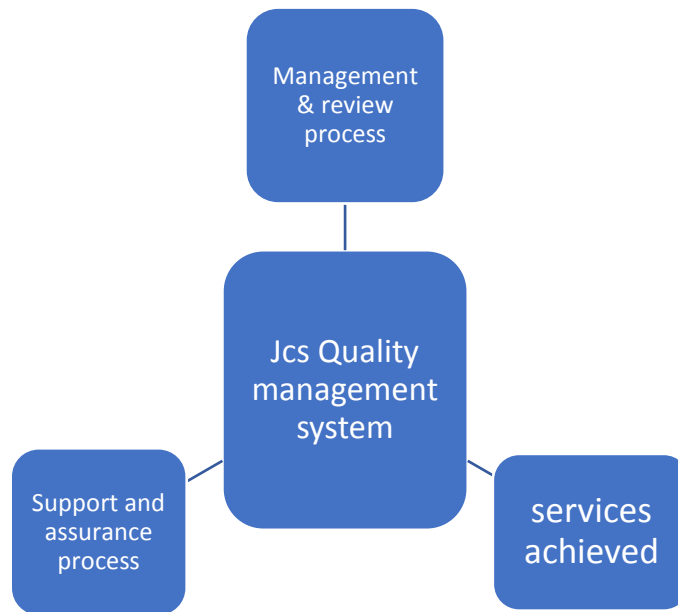 Management
& review
process
Jcs Quality
management
system
Support and
assurance
process
services
achieved